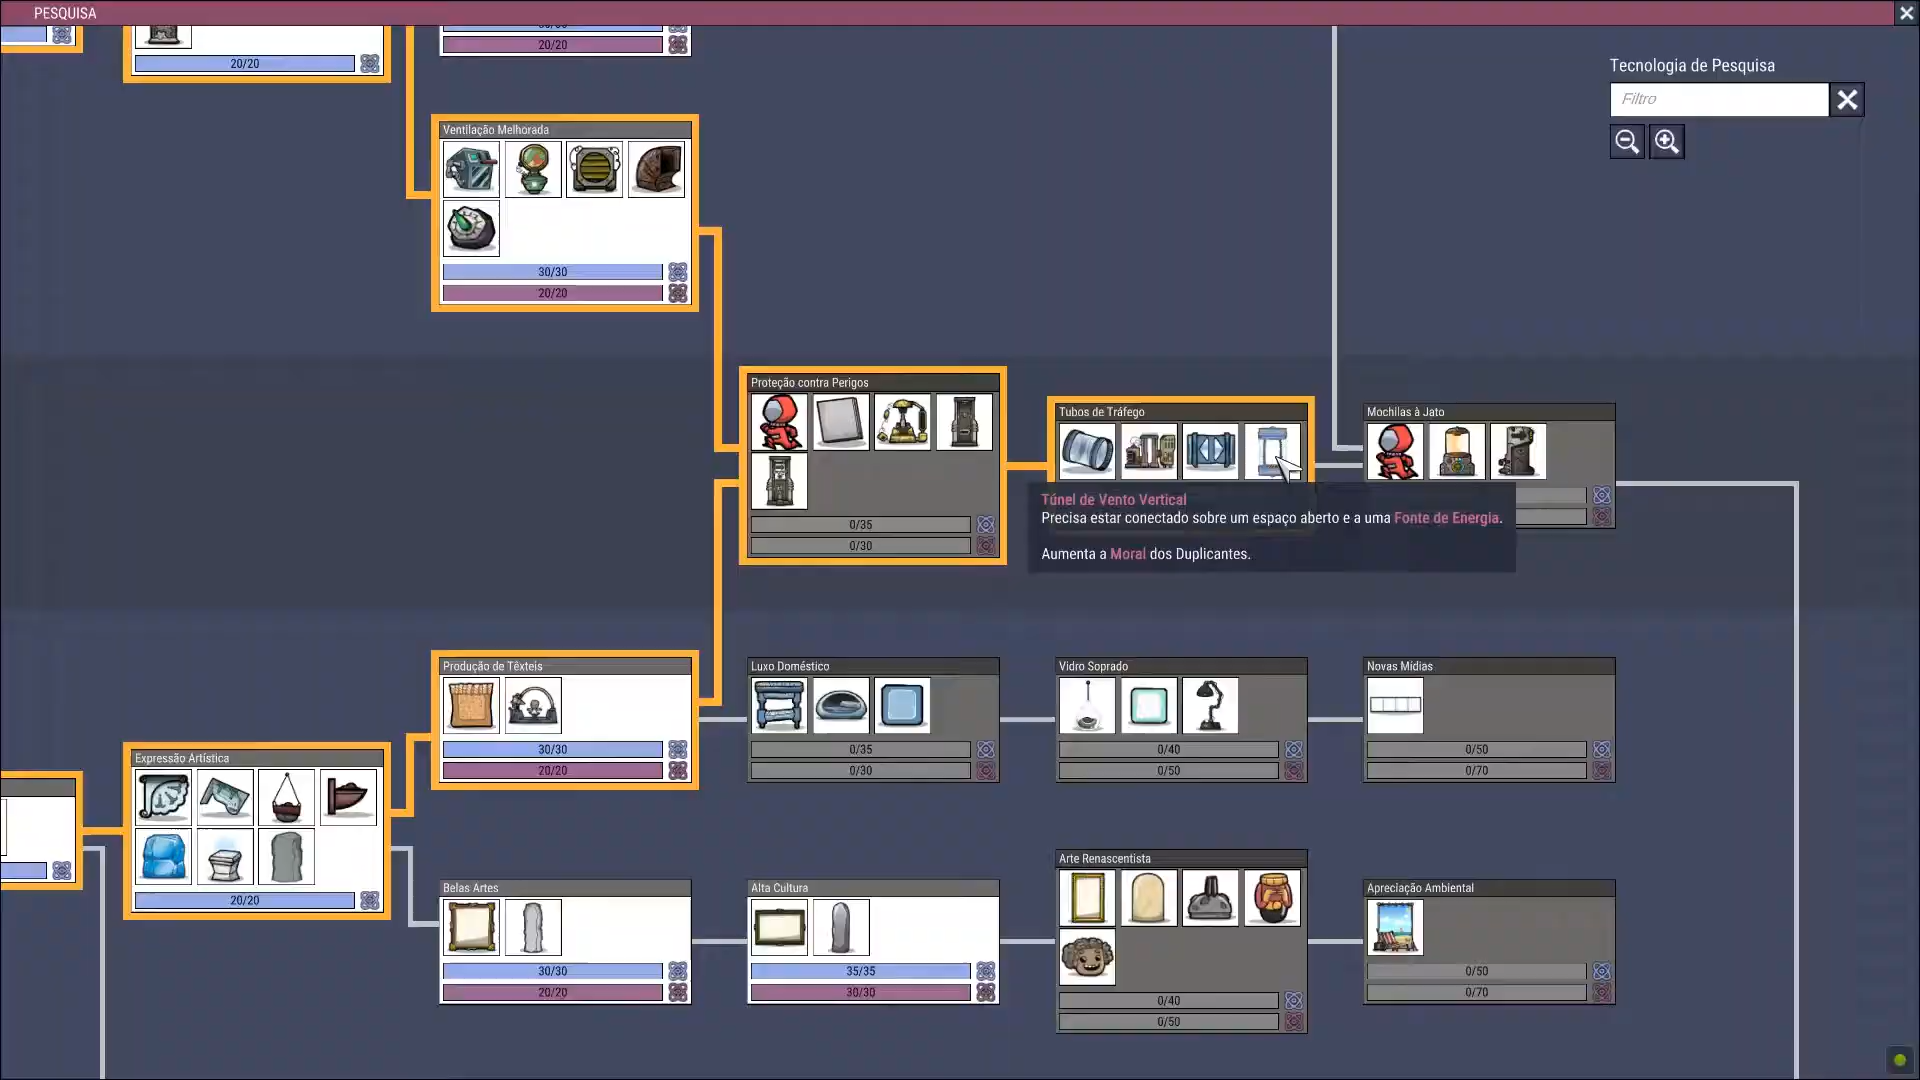 PESQUISA
20/20
20/20
Tecnologia de Pesquisa
Filtro
Ventilação Melhorada
30/30
20/20
Proteção contra Perigos
0/35
0/30
Tubos de Tráfego
Mochilas à Jato
Túnel de Vento Vertical
Precisa estar conectado sobre um espaço aberto e a uma Fonte de Energia.
Aumenta a Moral dos Duplicantes.
Produção de Têxteis
30/30
20/20
Luxo Doméstico
0/35
0/30
Vidro Soprado
0/40
0/50
Novas Mídias
0/50
0/70
Expressão Artística
20/20
Belas Artes
30/30
20/20
Alta Cultura
35/35
30/30
Arte Renascentista
0/40
0/50
Apreciação Ambiental
0/50
0/70